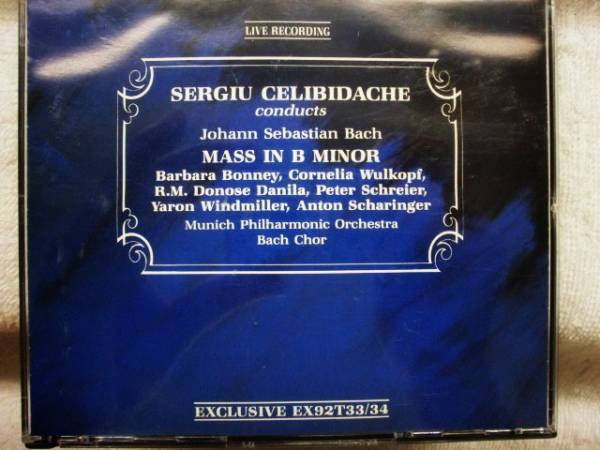 LIVE RECORDING
SERGIU CELIBIDACHE
conducts
Johann Sebastian Bach
MASS IN B MINOR
Barbara Bonney, Cornelia Wulkopf,
R.M. Donose Danila, Peter Schreier,
Yaron Windmiller, Anton Scharinger
Munich Philharmonic Orchestra
Bach Chor
EXCLUSIVE EX92T33/34